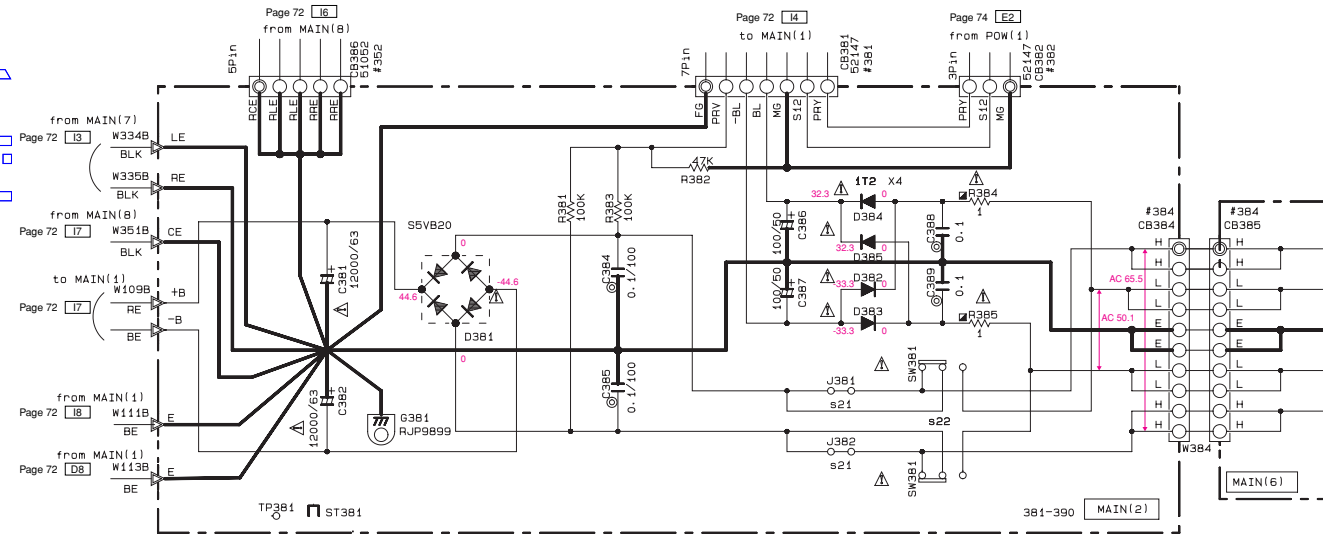 Page 72 I6
from MAIN(8)
5Pin
CB386
51052
#352
RCE
RLE
RLE
RRE
RRE
Page 72 I4
to MAIN(1)
7Pin
CB381
52147
#381
FG
PRV
-BL
BL
MG
S12
PRY
Page 74 E2
from POW(1)
3Pin
52147
CB382
#382
PRY
S12
MG
from MAIN(7)
Page 72 I3
W334B
BLK
LE
W335B
BLK
RE
from MAIN(8)
Page 72 I7
W351B
BLK
CE
to MAIN(1)
Page 72 I7
W109B
RE
+B
-B
BE
from MAIN(1)
Page 72 I8
W111B
BE
E
from MAIN(1)
Page 72 D8
W113B
BE
E
C381
12000/63
C382
12000/63
S5VB20
0
44.6
-44.6
D381
0
G381
RJP9899
R381
100K
R383
100K
47K
R382
C384
0.1/100
C385
0.1/100
100/50
C386
100/50
C387
1T2 X4
32.3
0
D384
32.3
0
D385
D382
-33.3
0
D383
-33.3
0
C388
0.1
C389
0.1
R384
1
R385
1
SW381
J381
s21
s22
J382
s21
SW381
AC 65.5
AC 50.1
#384
CB384
#384
CB385
H
H
L
L
E
E
L
L
H
H
H
H
L
L
E
E
L
L
H
H
W384
MAIN(6)
TP381
ST381
381-390 MAIN(2)